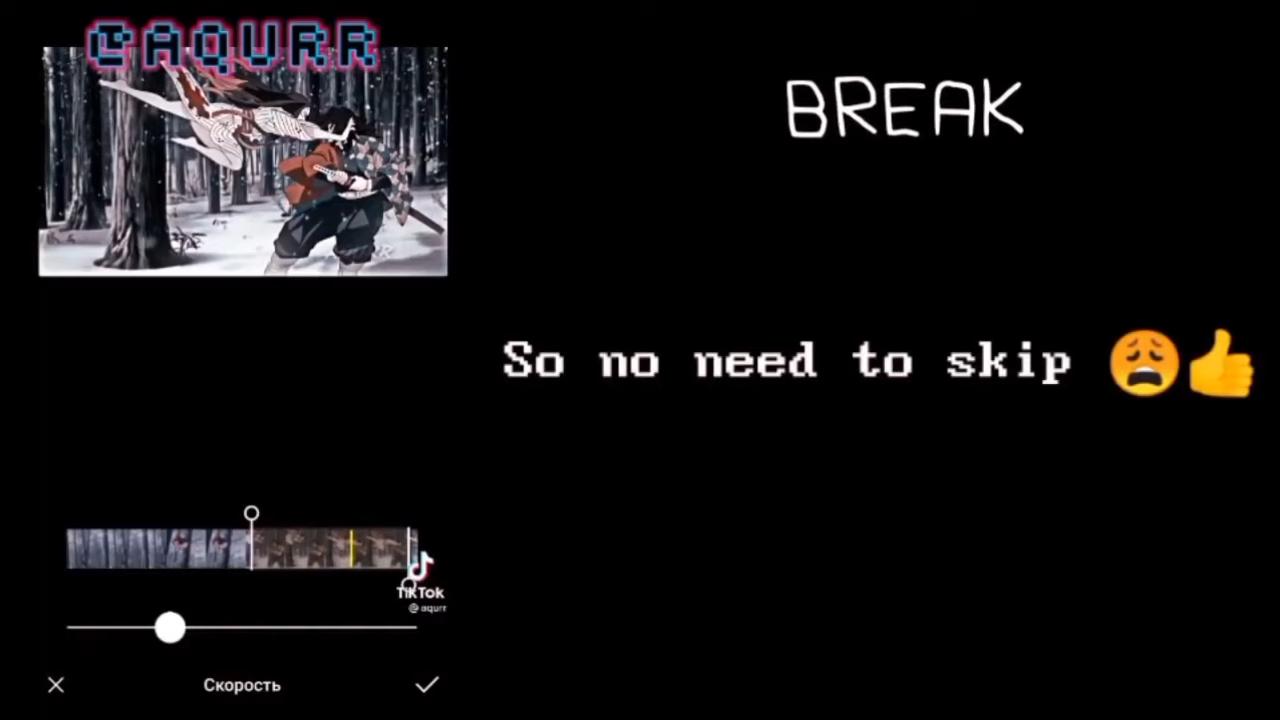 @AQURR
BREAK
So no need to skip 😩👍
TikTok
@aqurr
Скорость